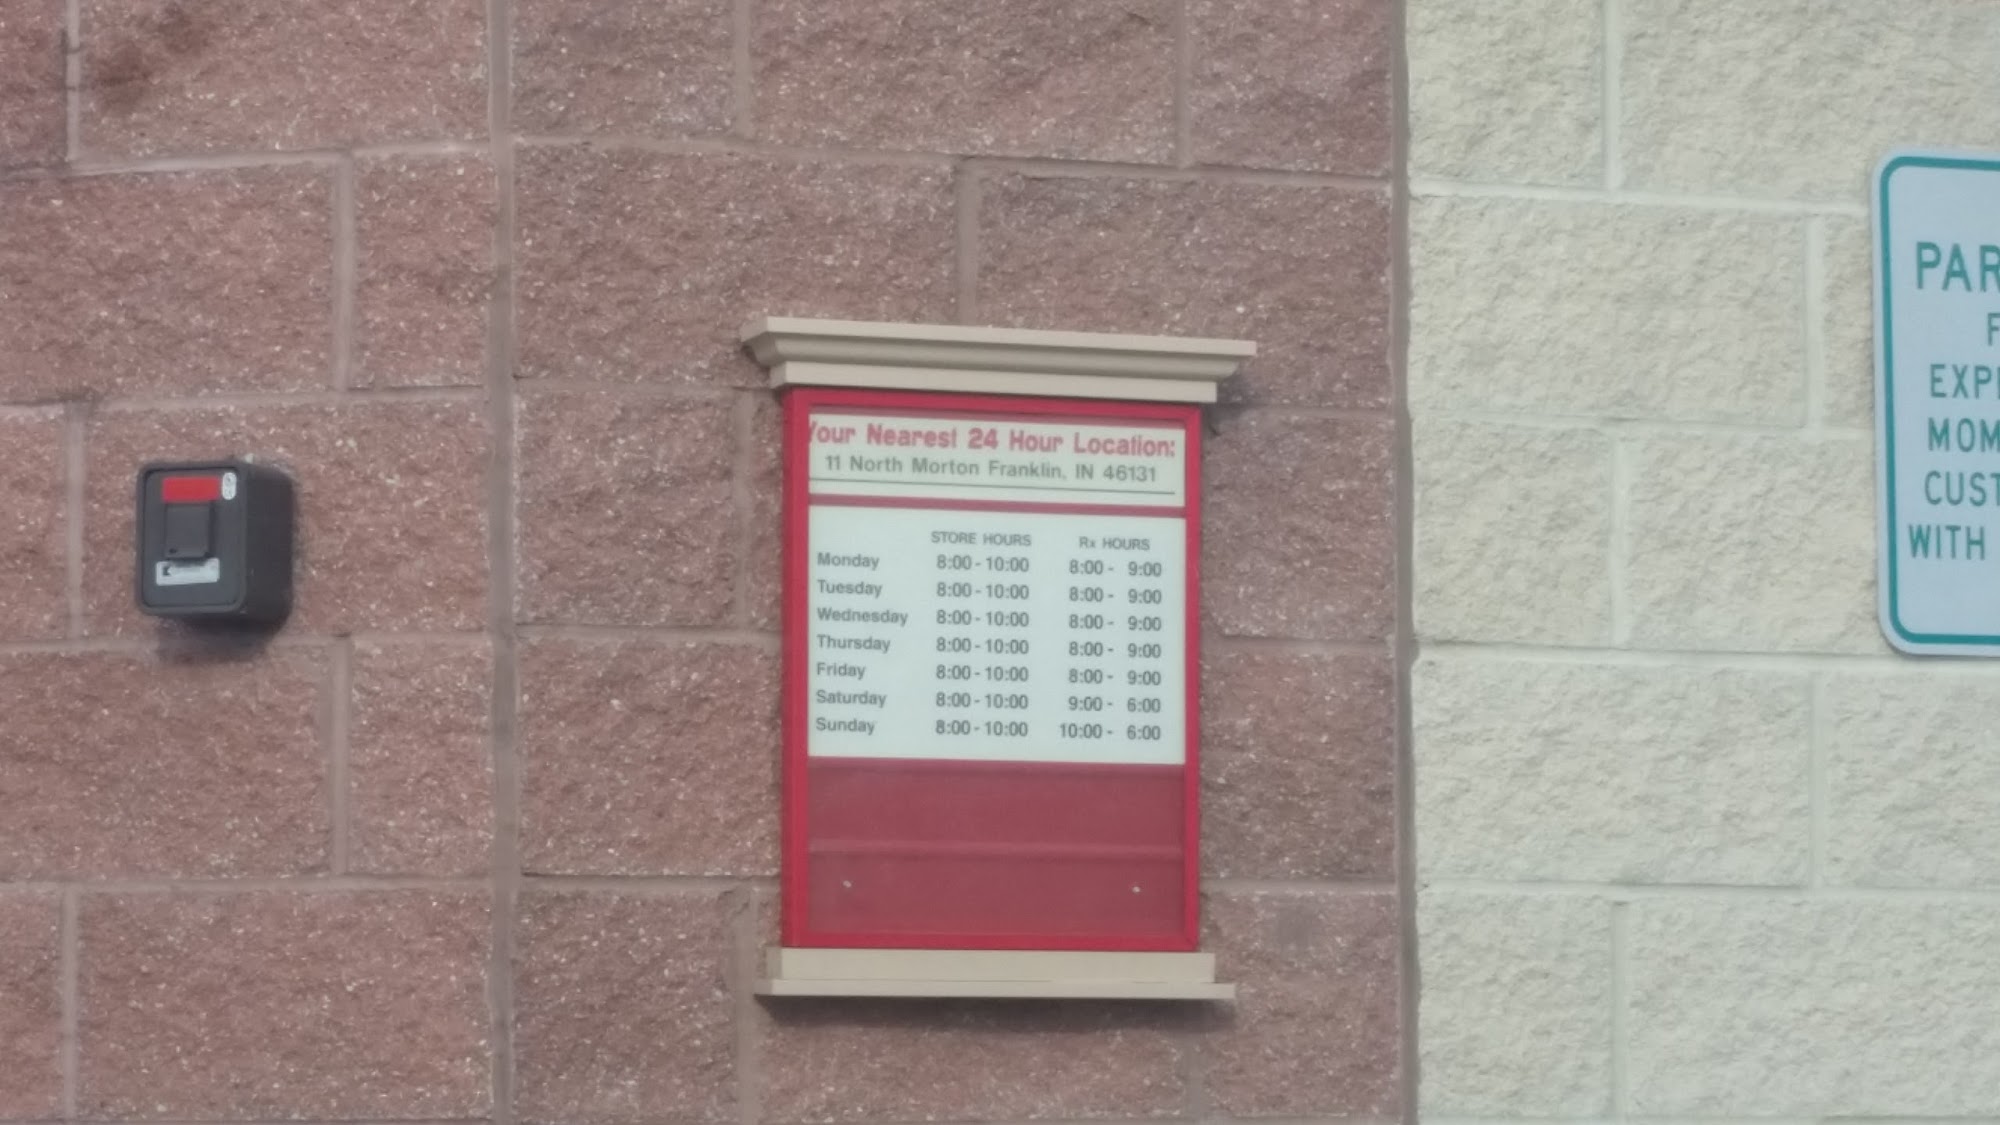 Your Nearest 24 Hour Location:
11 North Morton Franklin, IN 46131
STORE HOURS Rx HOURS
Monday 8:00 - 10:00 8:00 - 9:00
Tuesday 8:00 - 10:00 8:00 - 9:00
Wednesday 8:00 - 10:00 8:00 - 9:00
Thursday 8:00 - 10:00 8:00 - 9:00
Friday 8:00 - 10:00 8:00 - 9:00
Saturday 8:00 - 10:00 9:00 - 6:00
Sunday 8:00 - 10:00 10:00 - 6:00
PAR
F
EXP
MOM
CUST
WITH